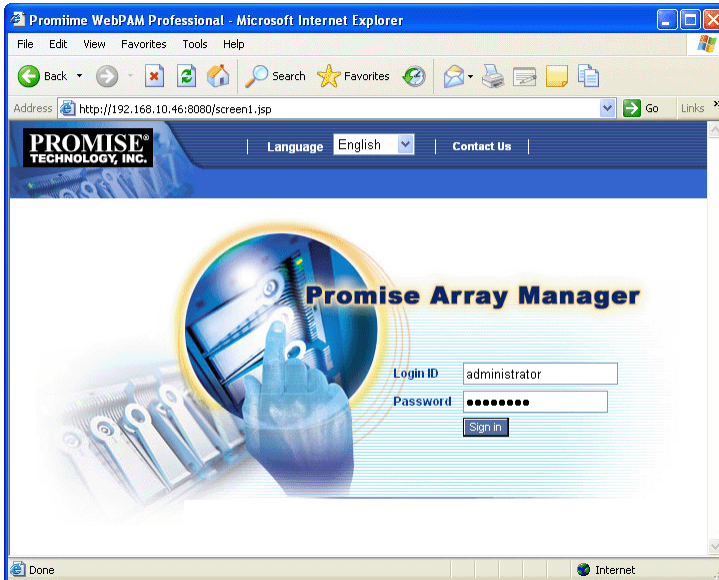 Promiime WebPAM Professional - Microsoft Internet Explorer
File Edit View Favorites Tools Help
Back Search Favorites
Address http://192.168.10.46:8080/screen1.jsp Go Links »
PROMISE®
TECHNOLOGY, INC.
Language English Contact Us
Promise Array Manager
Login ID administrator
Password ●●●●●●●●
Sign in
Done Internet